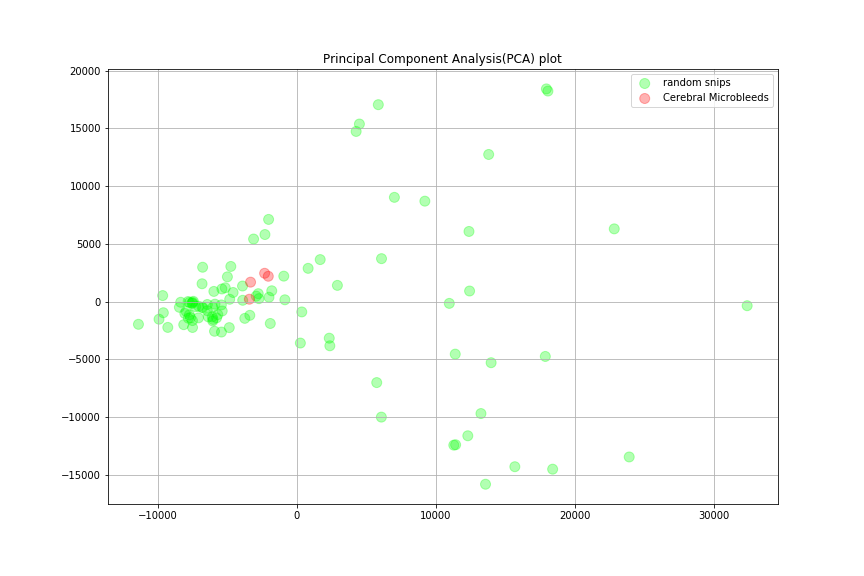 Principal Component Analysis(PCA) plot
random snips
Cerebral Microbleeds
20000
15000
10000
5000
0
−5000
−10000
−15000
−10000 0 10000 20000 30000